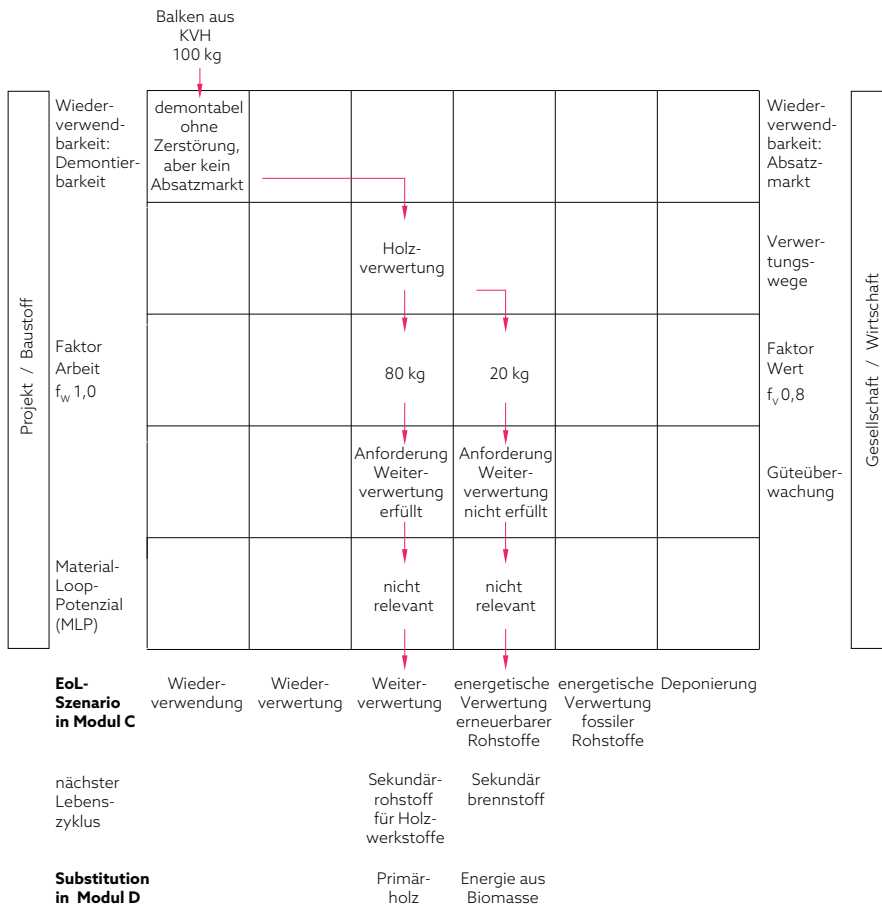 Balken aus
KVH
100 kg
Projekt / Baustoff
Wieder-
verwend-
barkeit:
Demontier-
barkeit
demontabel
ohne
Zerstörung,
aber kein
Absatzmarkt
Wieder-
verwend-
barkeit:
Absatz-
markt
Gesellschaft / Wirtschaft
Holz-
verwertung
Verwer-
tungs-
wege
Faktor
Arbeit
f_w 1,0
80 kg
20 kg
Faktor
Wert
f_v 0,8
Anforderung
Weiter-
verwertung
erfüllt
Anforderung
Weiter-
verwertung
nicht erfüllt
Güteüber-
wachung
Material-
Loop-
Potenzial
(MLP)
nicht
relevant
nicht
relevant
EoL-
Szenario
in Modul C
Wieder-
verwendung
Wieder-
verwertung
Weiter-
verwertung
energetische
Verwertung
erneuerbarer
Rohstoffe
energetische
Verwertung
fossiler
Rohstoffe
Deponierung
nächster
Lebens-
zyklus
Sekundär-
rohstoff
für Holz-
werkstoffe
Sekundär
brennstoff
Substitution
in Modul D
Primär-
holz
Energie aus
Biomasse